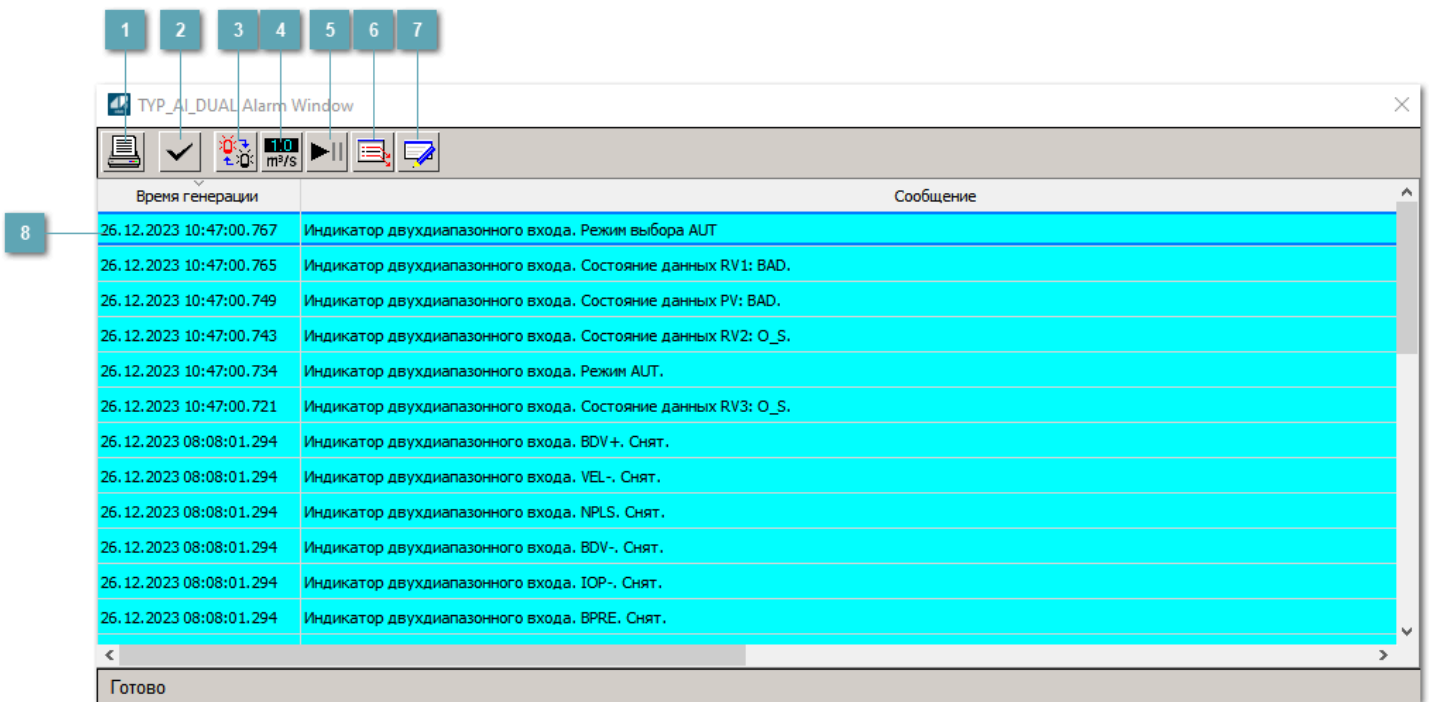 1 2 3 4 5 6 7
TYP_AI_DUAL Alarm Window
1.0
m³/s
Время генерации Сообщение
8
26.12.2023 10:47:00.767 Индикатор двухдиапазонного входа. Режим выбора AUT
26.12.2023 10:47:00.765 Индикатор двухдиапазонного входа. Состояние данных RV1: BAD.
26.12.2023 10:47:00.749 Индикатор двухдиапазонного входа. Состояние данных PV: BAD.
26.12.2023 10:47:00.743 Индикатор двухдиапазонного входа. Состояние данных RV2: O_S.
26.12.2023 10:47:00.734 Индикатор двухдиапазонного входа. Режим AUT.
26.12.2023 10:47:00.721 Индикатор двухдиапазонного входа. Состояние данных RV3: O_S.
26.12.2023 08:08:01.294 Индикатор двухдиапазонного входа. BDV+. Снят.
26.12.2023 08:08:01.294 Индикатор двухдиапазонного входа. VEL-. Снят.
26.12.2023 08:08:01.294 Индикатор двухдиапазонного входа. NPLS. Снят.
26.12.2023 08:08:01.294 Индикатор двухдиапазонного входа. BDV-. Снят.
26.12.2023 08:08:01.294 Индикатор двухдиапазонного входа. IOP-. Снят.
26.12.2023 08:08:01.294 Индикатор двухдиапазонного входа. BPRE. Снят.
Готово